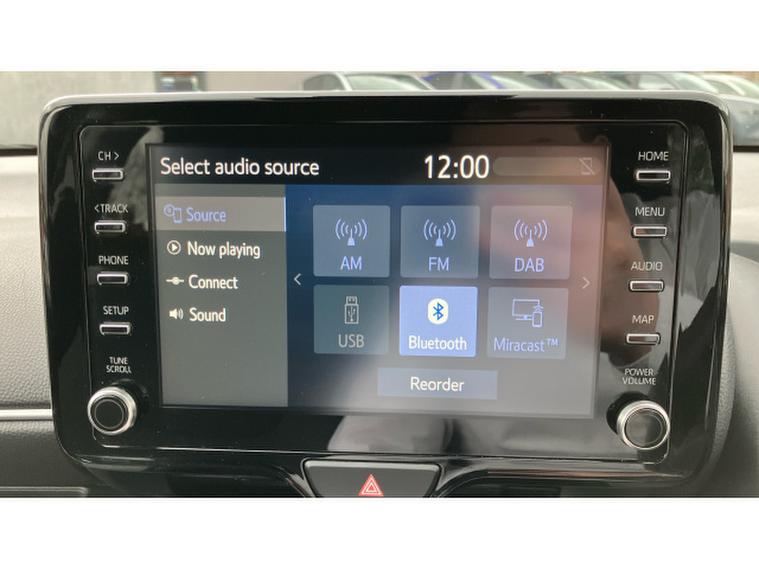 Select audio source 12:00
CH >
< TRACK
PHONE
SETUP
TUNE
SCROLL
Source
Now playing
Connect
Sound
AM FM DAB
USB Bluetooth Miracast™
Reorder
HOME
MENU
AUDIO
MAP
POWER
VOLUME